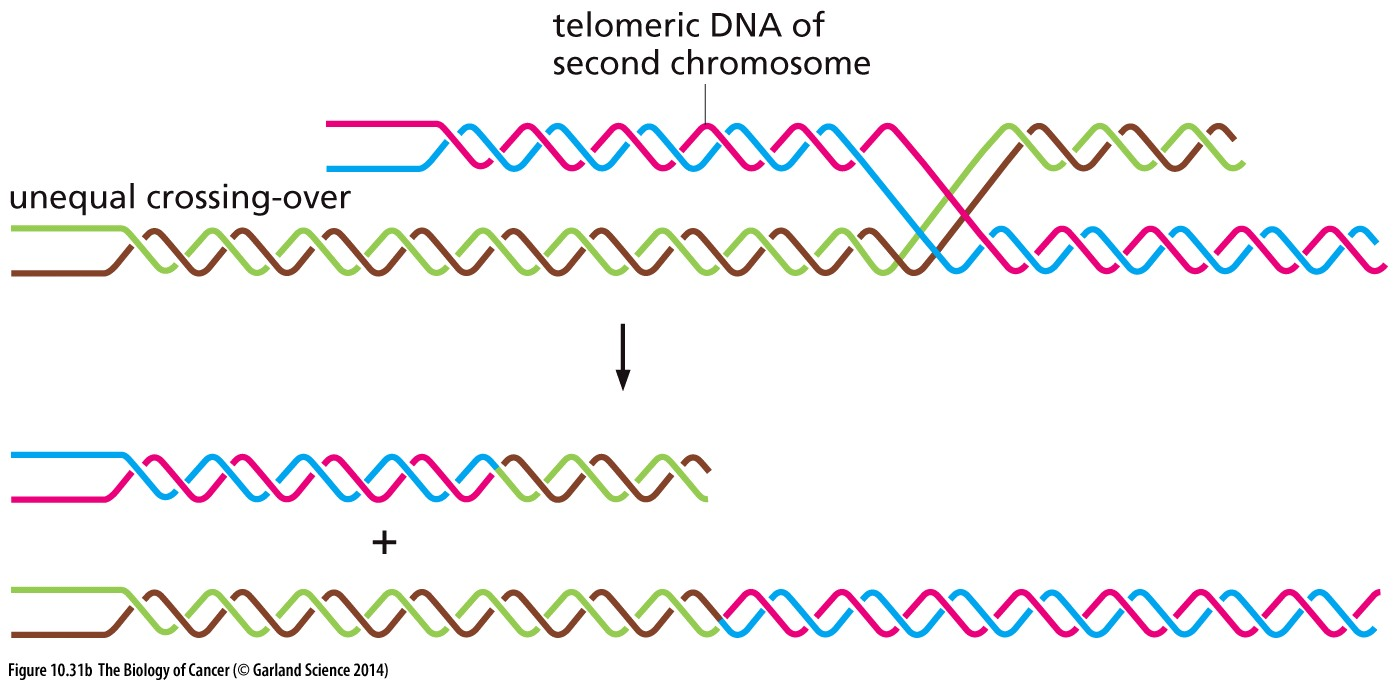 telomeric DNA of
second chromosome
unequal crossing-over
+
Figure 10.31b The Biology of Cancer (© Garland Science 2014)